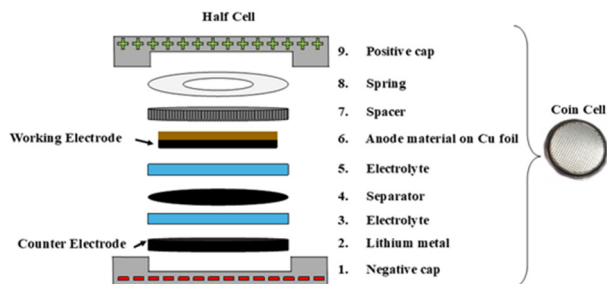 Half Cell
9. Positive cap
8. Spring
7. Spacer
Coin Cell
Working Electrode
6. Anode material on Cu foil
5. Electrolyte
4. Separator
3. Electrolyte
Counter Electrode
2. Lithium metal
1. Negative cap